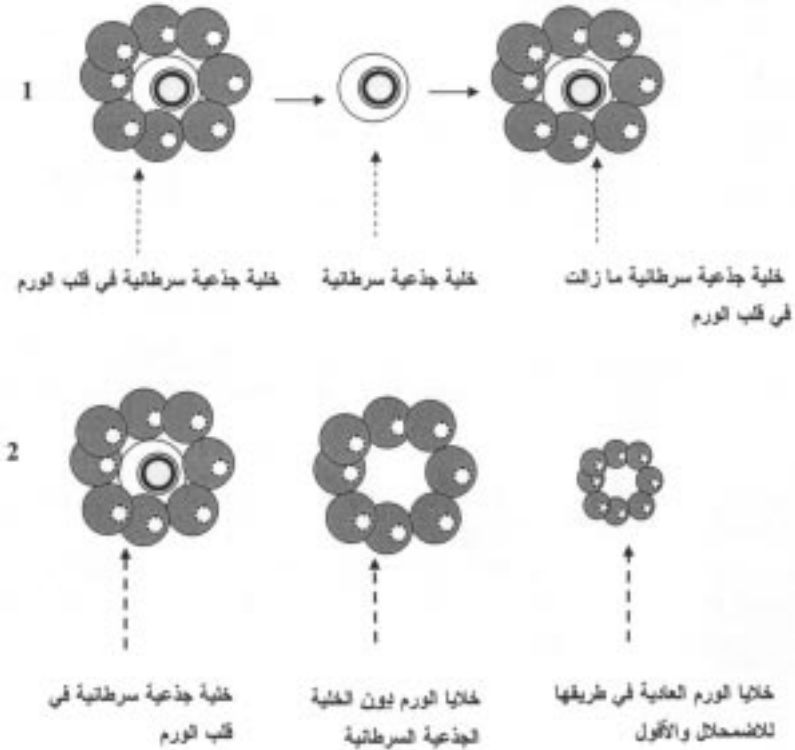 1
خلية جذعية سرطانية في قلب الورم
خلية جذعية سرطانية
خلية جذعية سرطانية ما زالت
في قلب الورم
2
خلية جذعية سرطانية في
قلب الورم
خلايا الورم بدون الخلية
الجذعية السرطانية
خلايا الورم العادية في طريقها
للاضمحلال والأفول